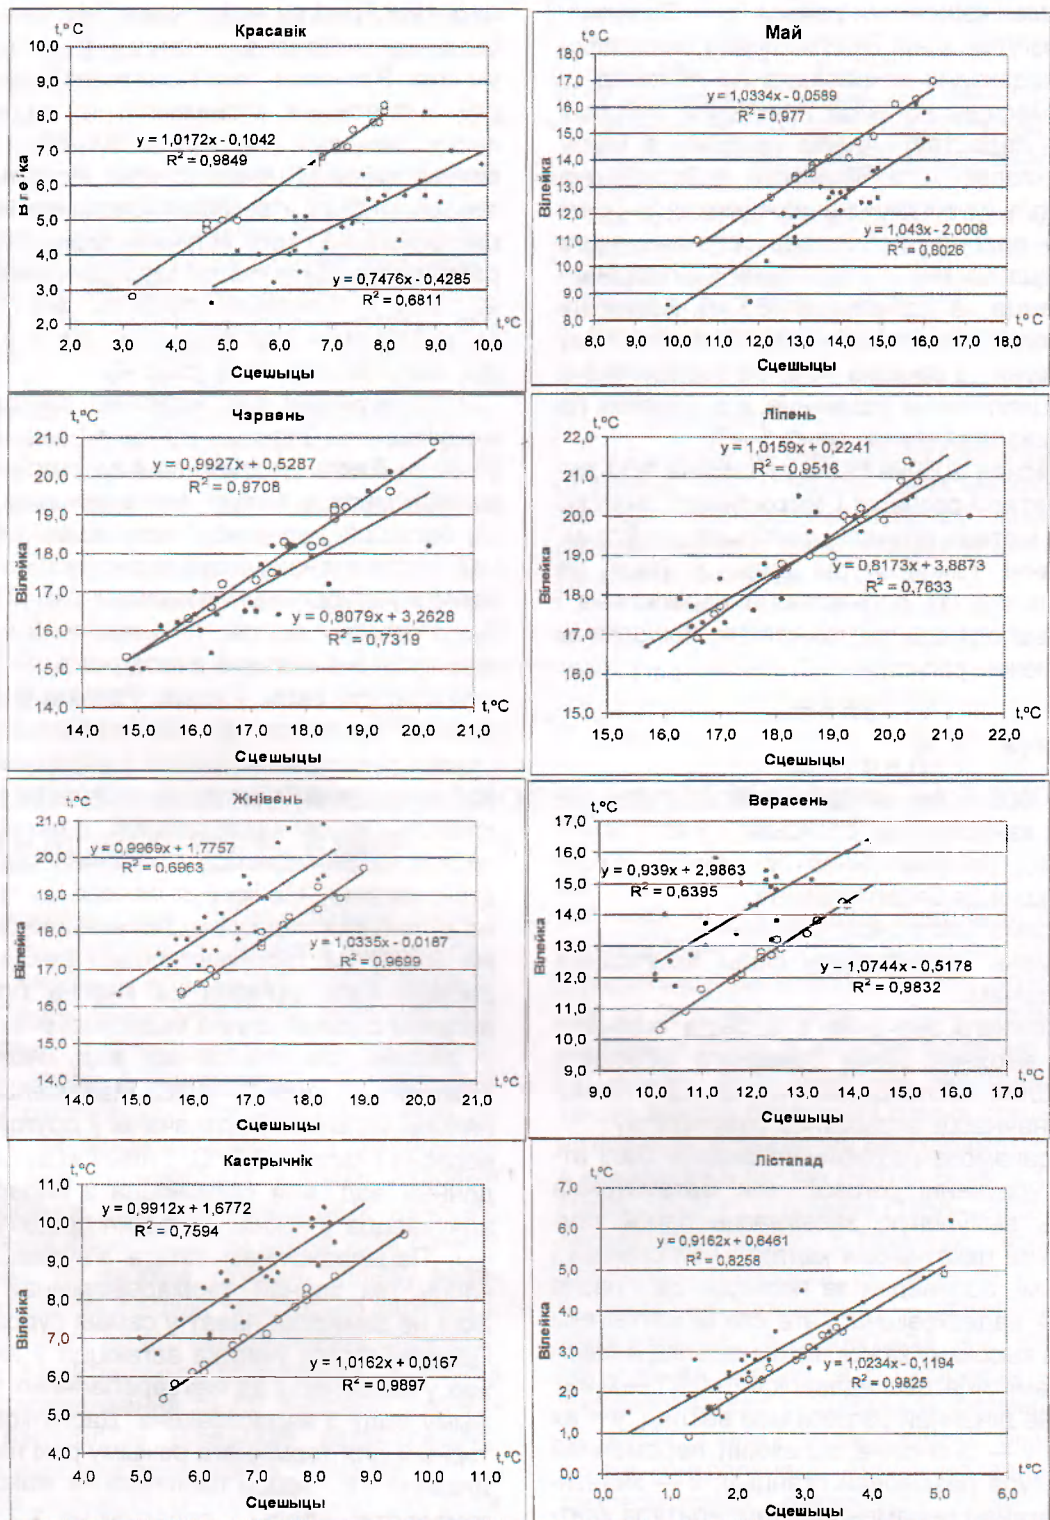 t,°C
Красавік
10,0
9,0
8,0
7,0
6,0
5,0
4,0
3,0
2,0
y = 1,0172x - 0,1042
R² = 0,9849
y = 0,7476x - 0,4285
R² = 0,6811
t,°C
2,0 3,0 4,0 5,0 6,0 7,0 8,0 9,0 10,0
Сцешыцы
t,°C
Май
18,0
17,0
16,0
15,0
14,0
13,0
12,0
11,0
10,0
9,0
8,0
Вілейка
y = 1,0334x - 0,0589
R² = 0,977
y = 1,043x - 2,0008
R² = 0,8026
t,°C
8,0 9,0 10,0 11,0 12,0 13,0 14,0 15,0 16,0 17,0 18,0
Сцешыцы
t,°C
Чэрвень
21,0
20,0
19,0
18,0
17,0
16,0
15,0
14,0
Вілейка
y = 0,9927x + 0,5287
R² = 0,9708
y = 0,8079x + 3,2628
R² = 0,7319
t,°C
14,0 15,0 16,0 17,0 18,0 19,0 20,0 21,0
Сцешыцы
t,°C
Ліпень
22,0
21,0
20,0
19,0
18,0
17,0
16,0
15,0
Вілейка
y = 1,0159x + 0,2241
R² = 0,9516
y = 0,8173x + 3,8873
R² = 0,7833
t,°C
15,0 16,0 17,0 18,0 19,0 20,0 21,0 22,0
Сцешыцы
t,°C
Жнівень
21,0
20,0
19,0
18,0
17,0
16,0
15,0
14,0
Вілейка
y = 0,9969x + 1,7757
R² = 0,6963
y = 1,0335x - 0,0187
R² = 0,9699
t,°C
14,0 15,0 16,0 17,0 18,0 19,0 20,0 21,0
Сцешыцы
t,°C
Верасень
17,0
16,0
15,0
14,0
13,0
12,0
11,0
10,0
9,0
Вілейка
y = 0,939x + 2,9863
R² = 0,6395
y = 1,0744x - 0,5178
R² = 0,9832
t,°C
9,0 10,0 11,0 12,0 13,0 14,0 15,0 16,0 17,0
Сцешыцы
t,°C
Кастрычнік
11,0
10,0
9,0
8,0
7,0
6,0
5,0
4,0
Вілейка
y = 0,9912x + 1,6772
R² = 0,7594
y = 1,0162x + 0,0167
R² = 0,9897
t,°C
4,0 5,0 6,0 7,0 8,0 9,0 10,0 11,0
Сцешыцы
t,°C
Лістапад
7,0
6,0
5,0
4,0
3,0
2,0
1,0
0,0
Вілейка
y = 0,9162x + 0,6461
R² = 0,8258
y = 1,0234x - 0,1194
R² = 0,9825
t,°C
0,0 1,0 2,0 3,0 4,0 5,0 6,0
Сцешыцы